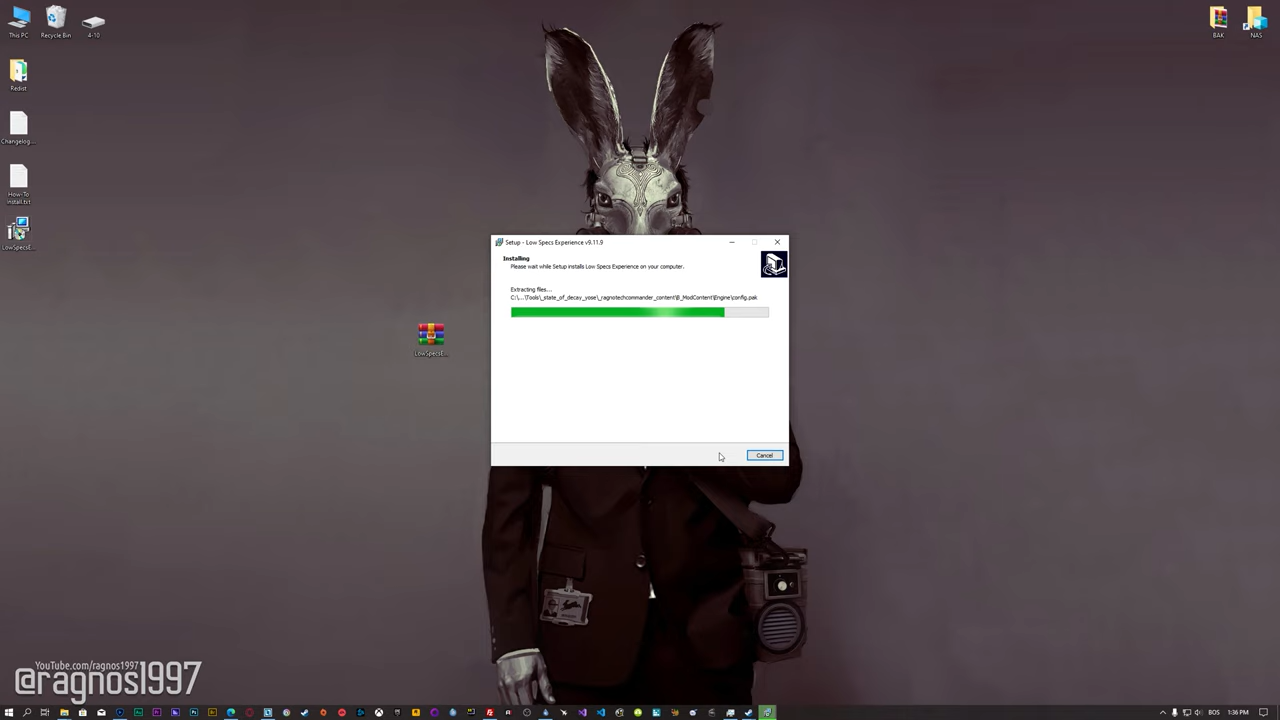 This PC
Recycle Bin
4-10
BAK
NAS
Redist
Changelog...
How-To
Install.txt
LowSpecsE...
Setup - Low Specs Experience v9.11.9
Installing
Please wait while Setup installs Low Specs Experience on your computer.
Extracting files...
C:\...\Tools\_state_of_decay_yose\_ragnotechcommander_content\B_ModContent\Engine\config.pak
LowSpecsE...
Cancel
YouTube.com/ragnos1997
@ragnos1997
BOS
1:36 PM